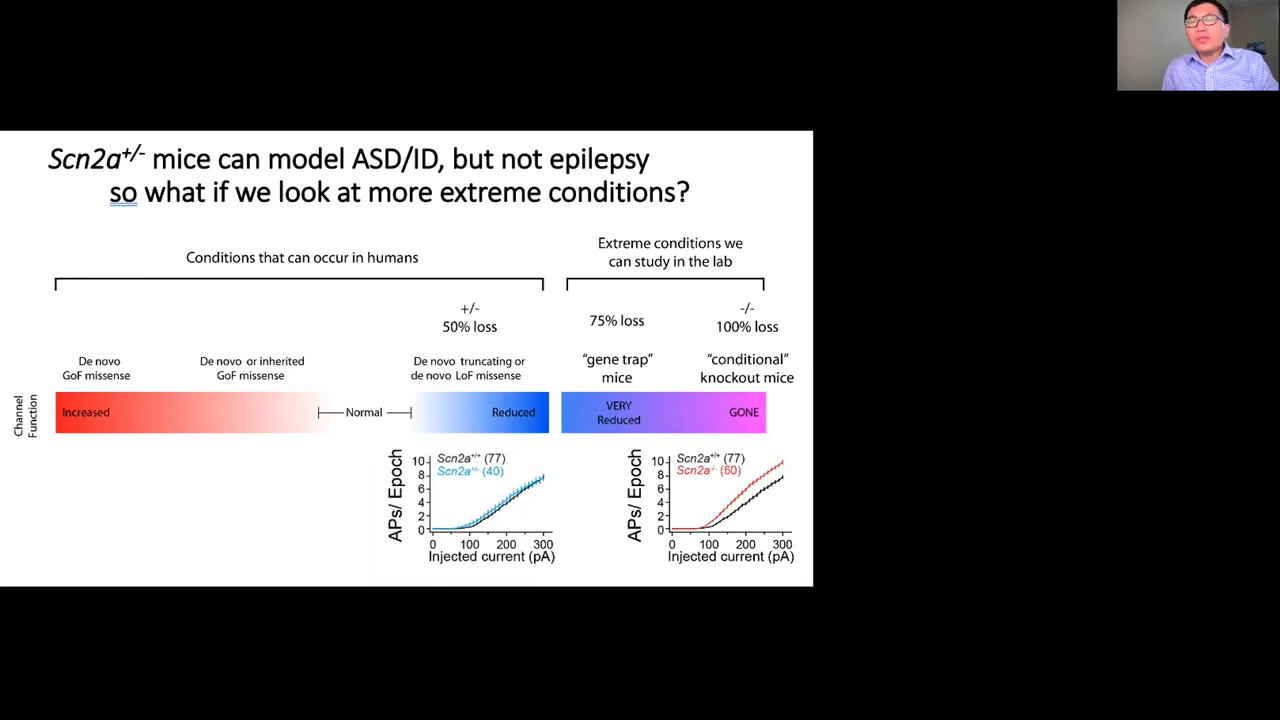 Scn2a+/- mice can model ASD/ID, but not epilepsy
so what if we look at more extreme conditions?
Conditions that can occur in humans
Extreme conditions we
can study in the lab
+/-
50% loss
75% loss
-/-
100% loss
De novo
GoF missense
De novo or inherited
GoF missense
De novo truncating or
de novo LoF missense
"gene trap"
mice
"conditional"
knockout mice
Channel
Function
Increased
Normal
Reduced
VERY
Reduced
GONE
APs/ Epoch
10
8
6
4
2
0
Scn2a+/+ (77)
Scn2a+/- (40)
0 100 200 300
Injected current (pA)
APs/ Epoch
10
8
6
4
2
0
Scn2a+/+ (77)
Scn2a-/- (60)
0 100 200 300
Injected current (pA)